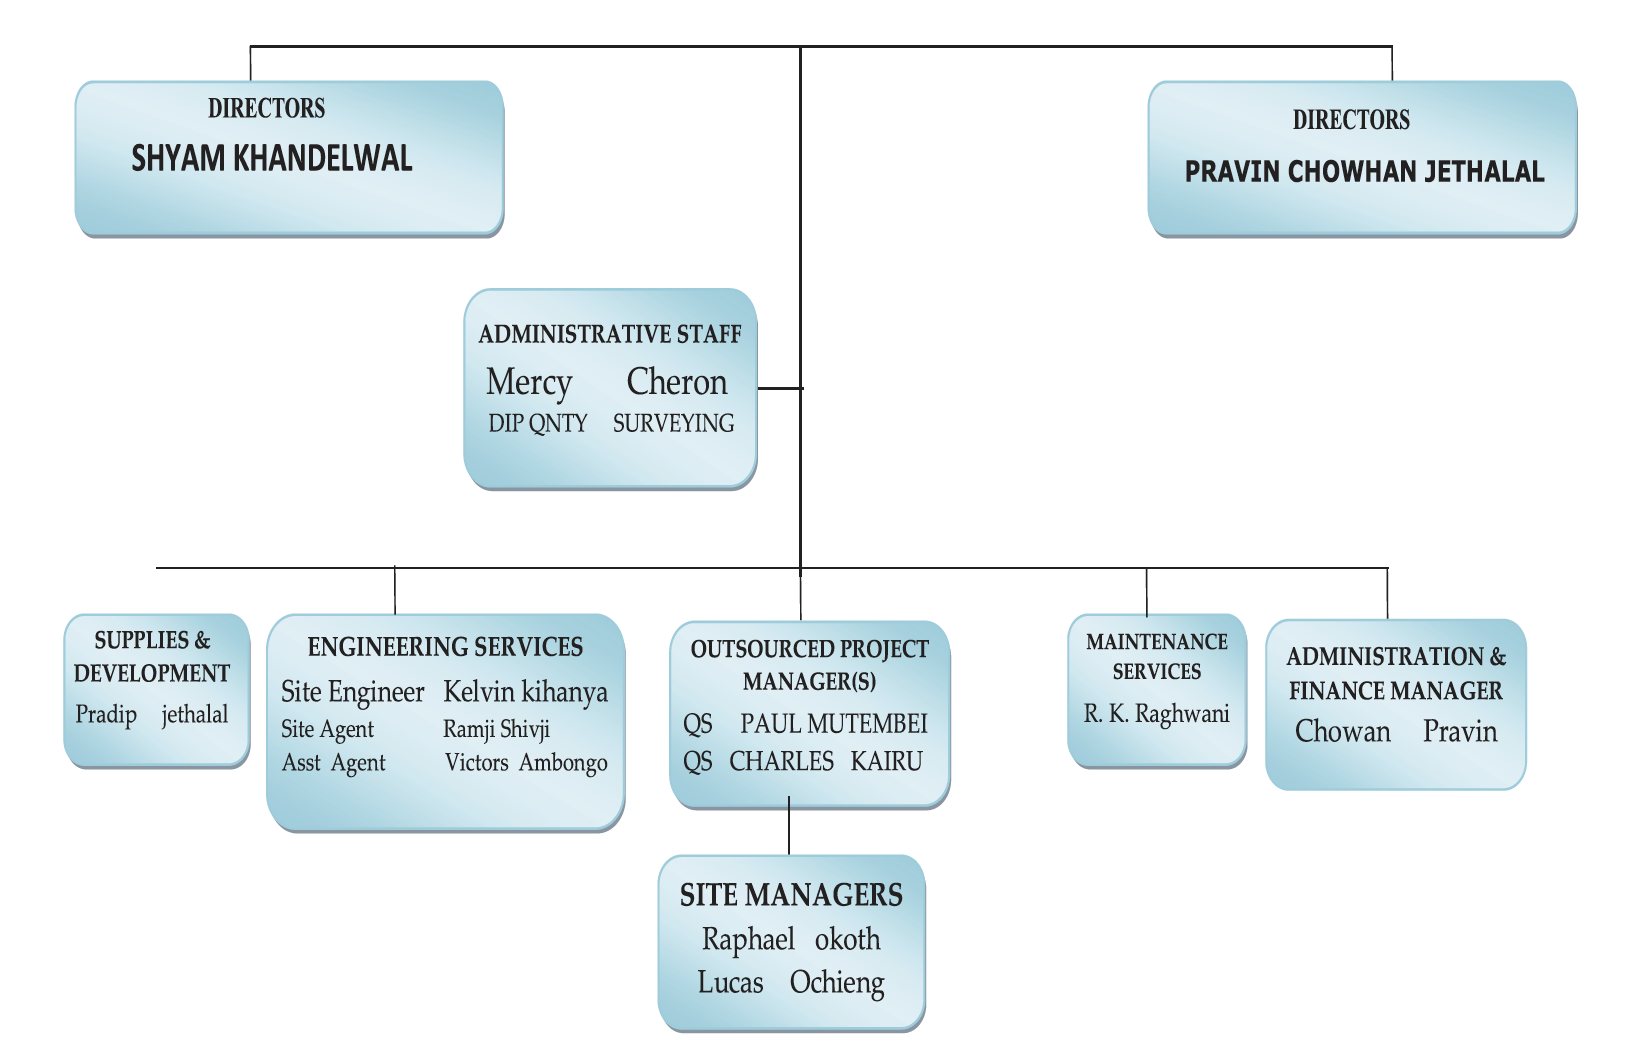 DIRECTORS
SHYAM KHANDELWAL
DIRECTORS
PRAVIN CHOWHAN JETHALAL
ADMINISTRATIVE STAFF
Mercy Cheron
DIP QNTY SURVEYING
SUPPLIES &
DEVELOPMENT
Pradip jethalal
ENGINEERING SERVICES
Site Engineer Kelvin kihanya
Site Agent Ramji Shivji
Asst Agent Victors Ambongo
OUTSOURCED PROJECT
MANAGER(S)
QS PAUL MUTEMBEI
QS CHARLES KAIRU
MAINTENANCE
SERVICES
R. K. Raghwani
ADMINISTRATION &
FINANCE MANAGER
Chowan Pravin
SITE MANAGERS
Raphael okoth
Lucas Ochieng